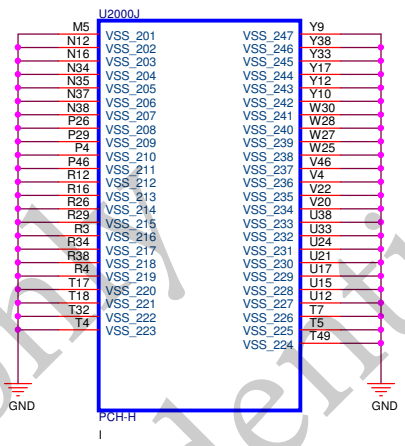 U2000J
M5 VSS_201 VSS_247 Y9
N12 VSS_202 VSS_246 Y38
N16 VSS_203 VSS_245 Y33
N34 VSS_204 VSS_244 Y17
N35 VSS_205 VSS_243 Y12
N37 VSS_206 VSS_242 Y10
N38 VSS_207 VSS_241 W30
P26 VSS_208 VSS_240 W28
P29 VSS_209 VSS_239 W27
P4 VSS_210 VSS_238 W25
P46 VSS_211 VSS_237 V46
R12 VSS_212 VSS_236 V4
R16 VSS_213 VSS_235 V22
R26 VSS_214 VSS_234 V20
R29 VSS_215 VSS_233 U38
R3 VSS_216 VSS_232 U33
R34 VSS_217 VSS_231 U24
R38 VSS_218 VSS_230 U21
R4 VSS_219 VSS_229 U17
T17 VSS_220 VSS_228 U15
T18 VSS_221 VSS_227 U12
T32 VSS_222 VSS_226 T7
T4 VSS_223 VSS_225 T5
VSS_224 T49
GND GND
PCH-H
I